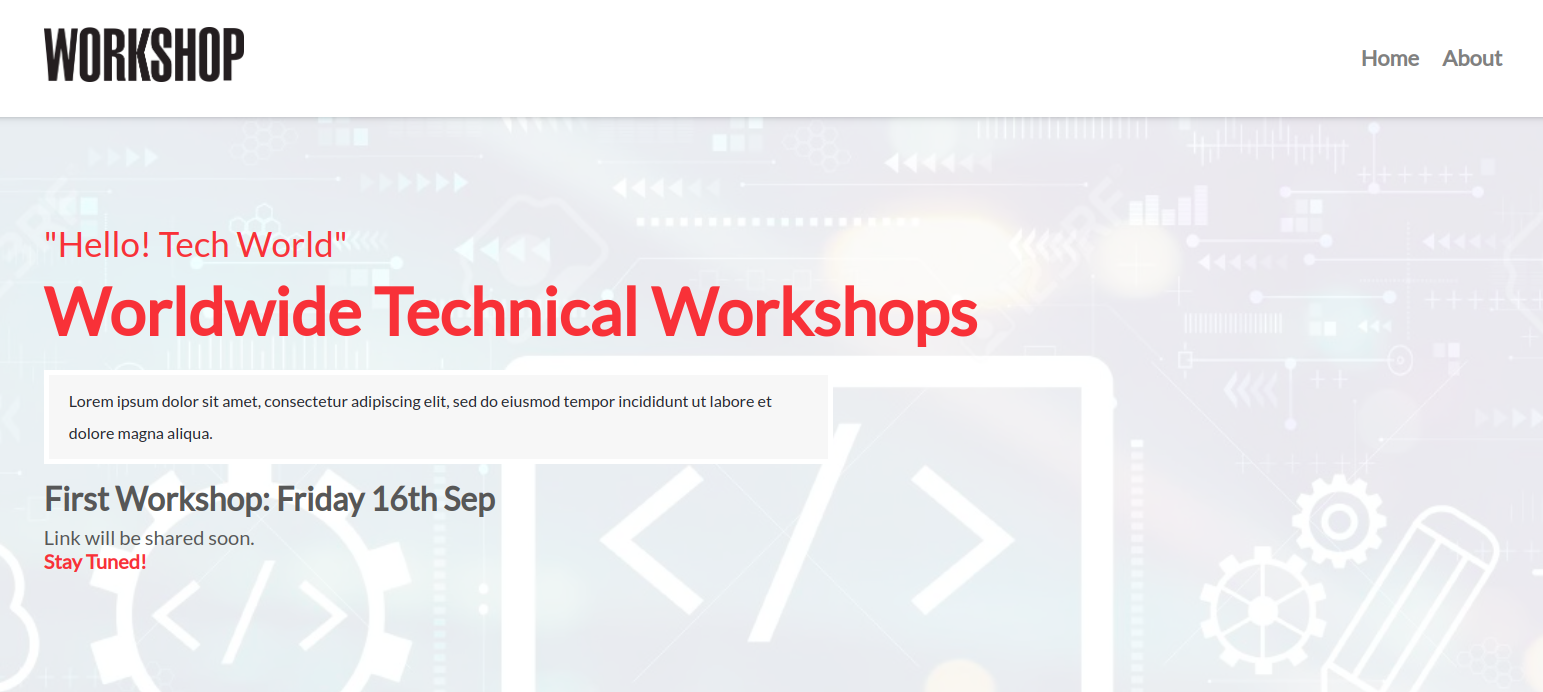 WORKSHOP
Home About
"Hello! Tech World"
Worldwide Technical Workshops
Lorem ipsum dolor sit amet, consectetur adipiscing elit, sed do eiusmod tempor incididunt ut labore et
dolore magna aliqua.
First Workshop: Friday 16th Sep
Link will be shared soon.
Stay Tuned!